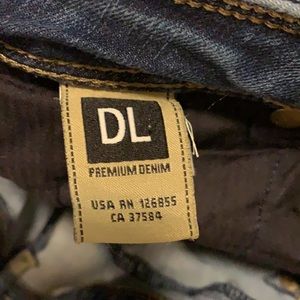 DL
PREMIUM DENIM
USA RN 126855
CA 37584